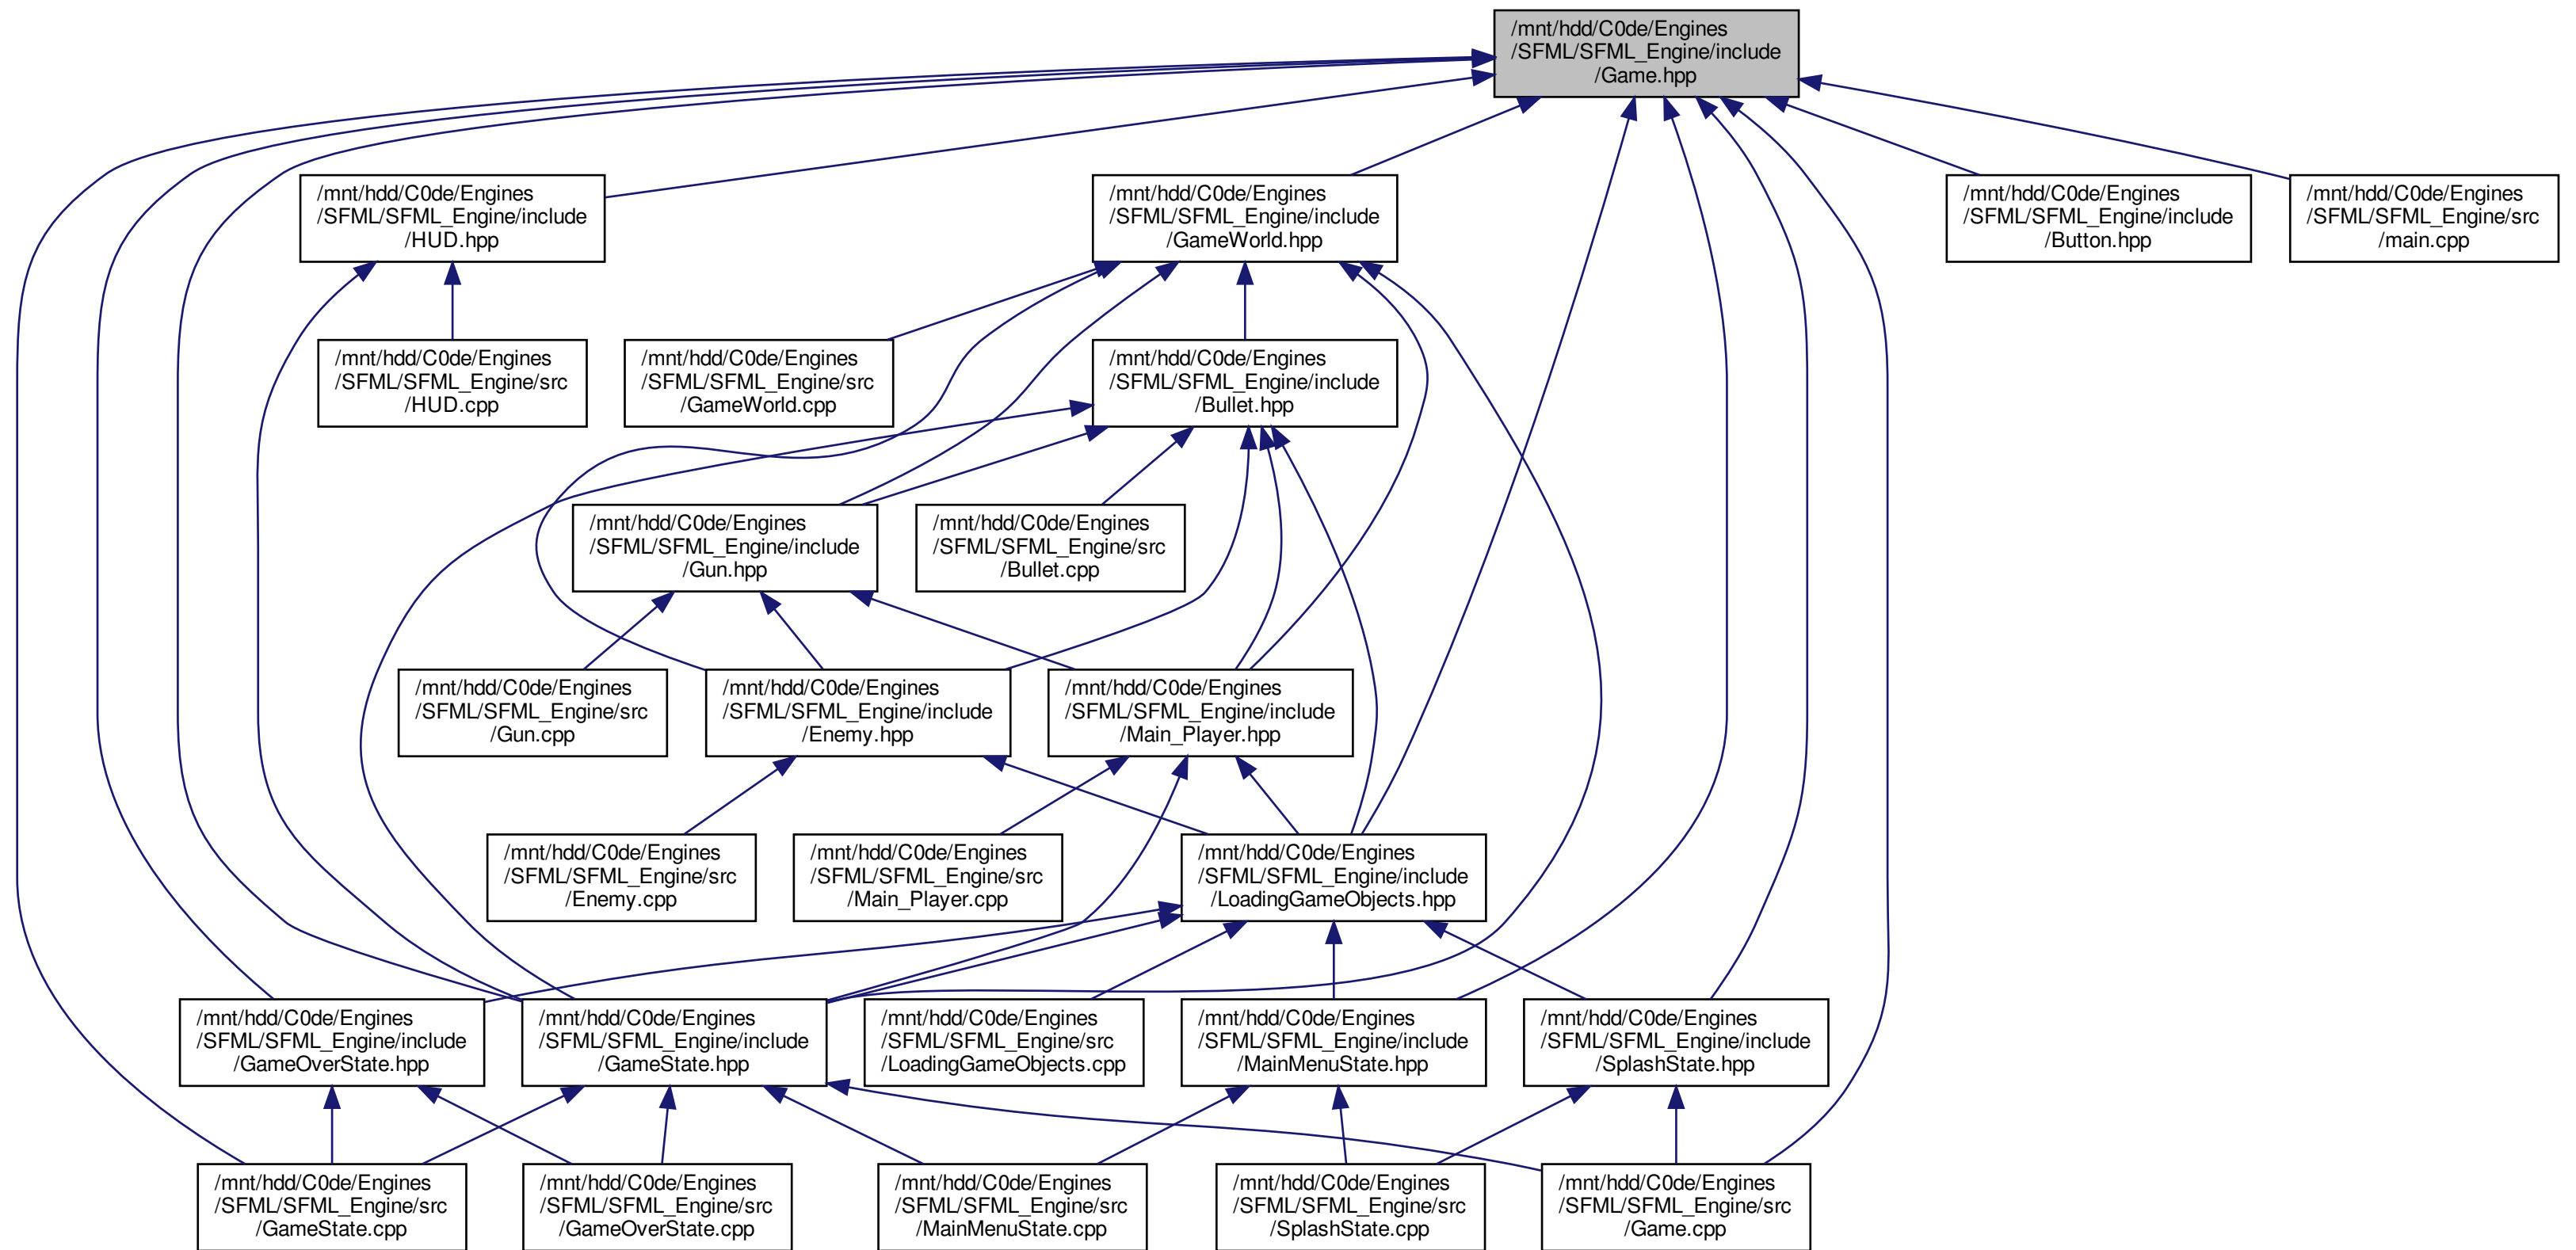 /mnt/hdd/C0de/Engines
/SFML/SFML_Engine/include
/Game.hpp
/mnt/hdd/C0de/Engines
/SFML/SFML_Engine/include
/HUD.hpp
/mnt/hdd/C0de/Engines
/SFML/SFML_Engine/include
/GameWorld.hpp
/mnt/hdd/C0de/Engines
/SFML/SFML_Engine/include
/Button.hpp
/mnt/hdd/C0de/Engines
/SFML/SFML_Engine/src
/main.cpp
/mnt/hdd/C0de/Engines
/SFML/SFML_Engine/src
/HUD.cpp
/mnt/hdd/C0de/Engines
/SFML/SFML_Engine/src
/GameWorld.cpp
/mnt/hdd/C0de/Engines
/SFML/SFML_Engine/include
/Bullet.hpp
/mnt/hdd/C0de/Engines
/SFML/SFML_Engine/include
/Gun.hpp
/mnt/hdd/C0de/Engines
/SFML/SFML_Engine/src
/Bullet.cpp
/mnt/hdd/C0de/Engines
/SFML/SFML_Engine/src
/Gun.cpp
/mnt/hdd/C0de/Engines
/SFML/SFML_Engine/include
/Enemy.hpp
/mnt/hdd/C0de/Engines
/SFML/SFML_Engine/include
/Main_Player.hpp
/mnt/hdd/C0de/Engines
/SFML/SFML_Engine/src
/Enemy.cpp
/mnt/hdd/C0de/Engines
/SFML/SFML_Engine/src
/Main_Player.cpp
/mnt/hdd/C0de/Engines
/SFML/SFML_Engine/include
/LoadingGameObjects.hpp
/mnt/hdd/C0de/Engines
/SFML/SFML_Engine/include
/GameOverState.hpp
/mnt/hdd/C0de/Engines
/SFML/SFML_Engine/include
/GameState.hpp
/mnt/hdd/C0de/Engines
/SFML/SFML_Engine/src
/LoadingGameObjects.cpp
/mnt/hdd/C0de/Engines
/SFML/SFML_Engine/include
/MainMenuState.hpp
/mnt/hdd/C0de/Engines
/SFML/SFML_Engine/include
/SplashState.hpp
/mnt/hdd/C0de/Engines
/SFML/SFML_Engine/src
/GameState.cpp
/mnt/hdd/C0de/Engines
/SFML/SFML_Engine/src
/GameOverState.cpp
/mnt/hdd/C0de/Engines
/SFML/SFML_Engine/src
/MainMenuState.cpp
/mnt/hdd/C0de/Engines
/SFML/SFML_Engine/src
/SplashState.cpp
/mnt/hdd/C0de/Engines
/SFML/SFML_Engine/src
/Game.cpp